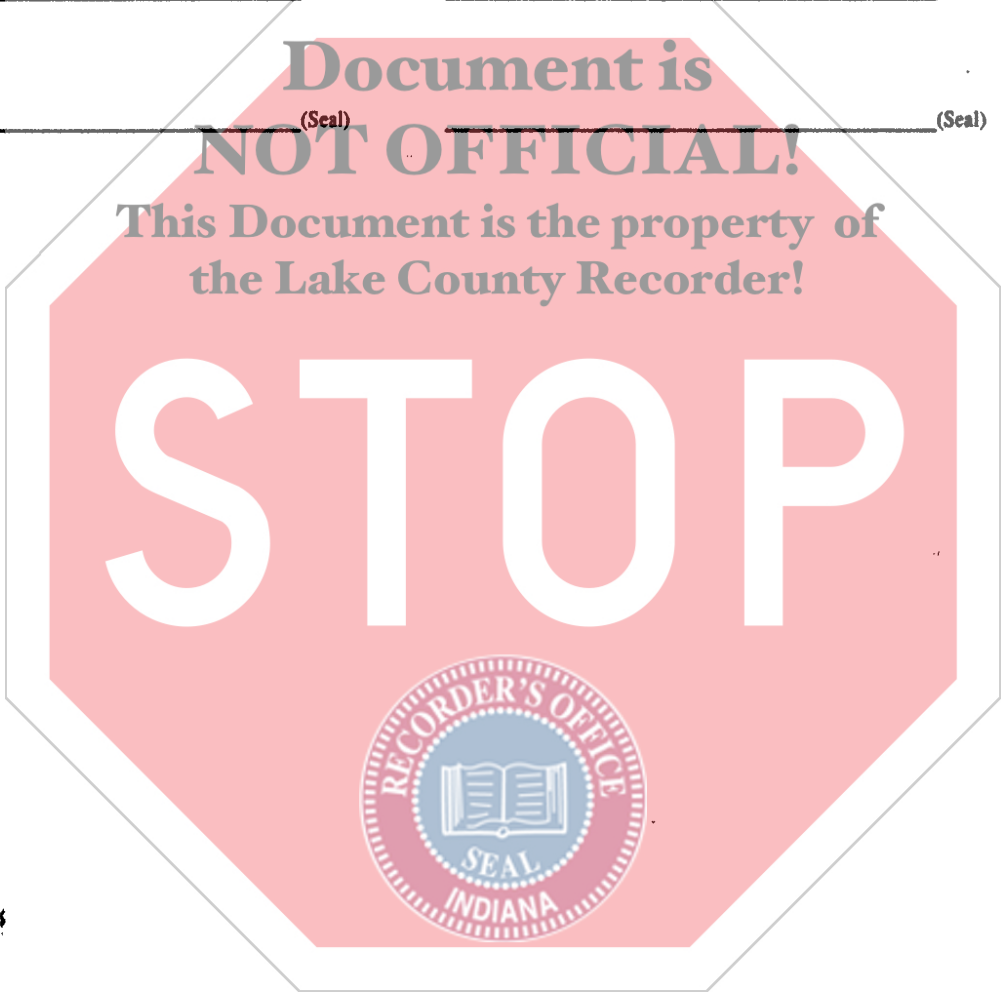 Document is
(Seal) (Seal)
NOT OFFICIAL!
This Document is the property of
the Lake County Recorder!
STOP
RECORDER'S OFFICE
SEAL
INDIANA